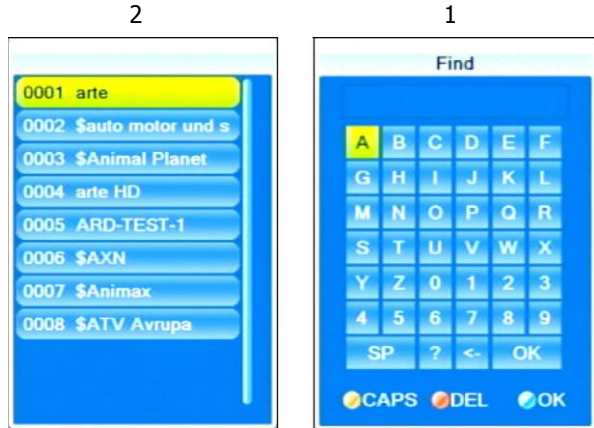 2
0001 arte
0002 $auto motor und s
0003 $Animal Planet
0004 arte HD
0005 ARD-TEST-1
0006 $AXN
0007 $Animax
0008 $ATV Avrupa
1
Find
A B C D E F
G H I J K L
M N O P Q R
S T U V W X
Y Z 0 1 2 3
4 5 6 7 8 9
SP ? <- OK
CAPS DEL OK